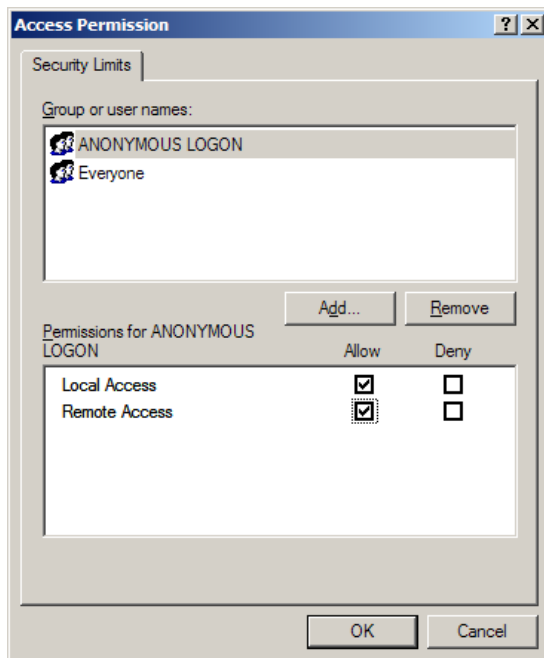 Access Permission
Security Limits
Group or user names:
ANONYMOUS LOGON
Everyone
Add... Remove
Permissions for ANONYMOUS
LOGON Allow Deny
Local Access
Remote Access
OK Cancel